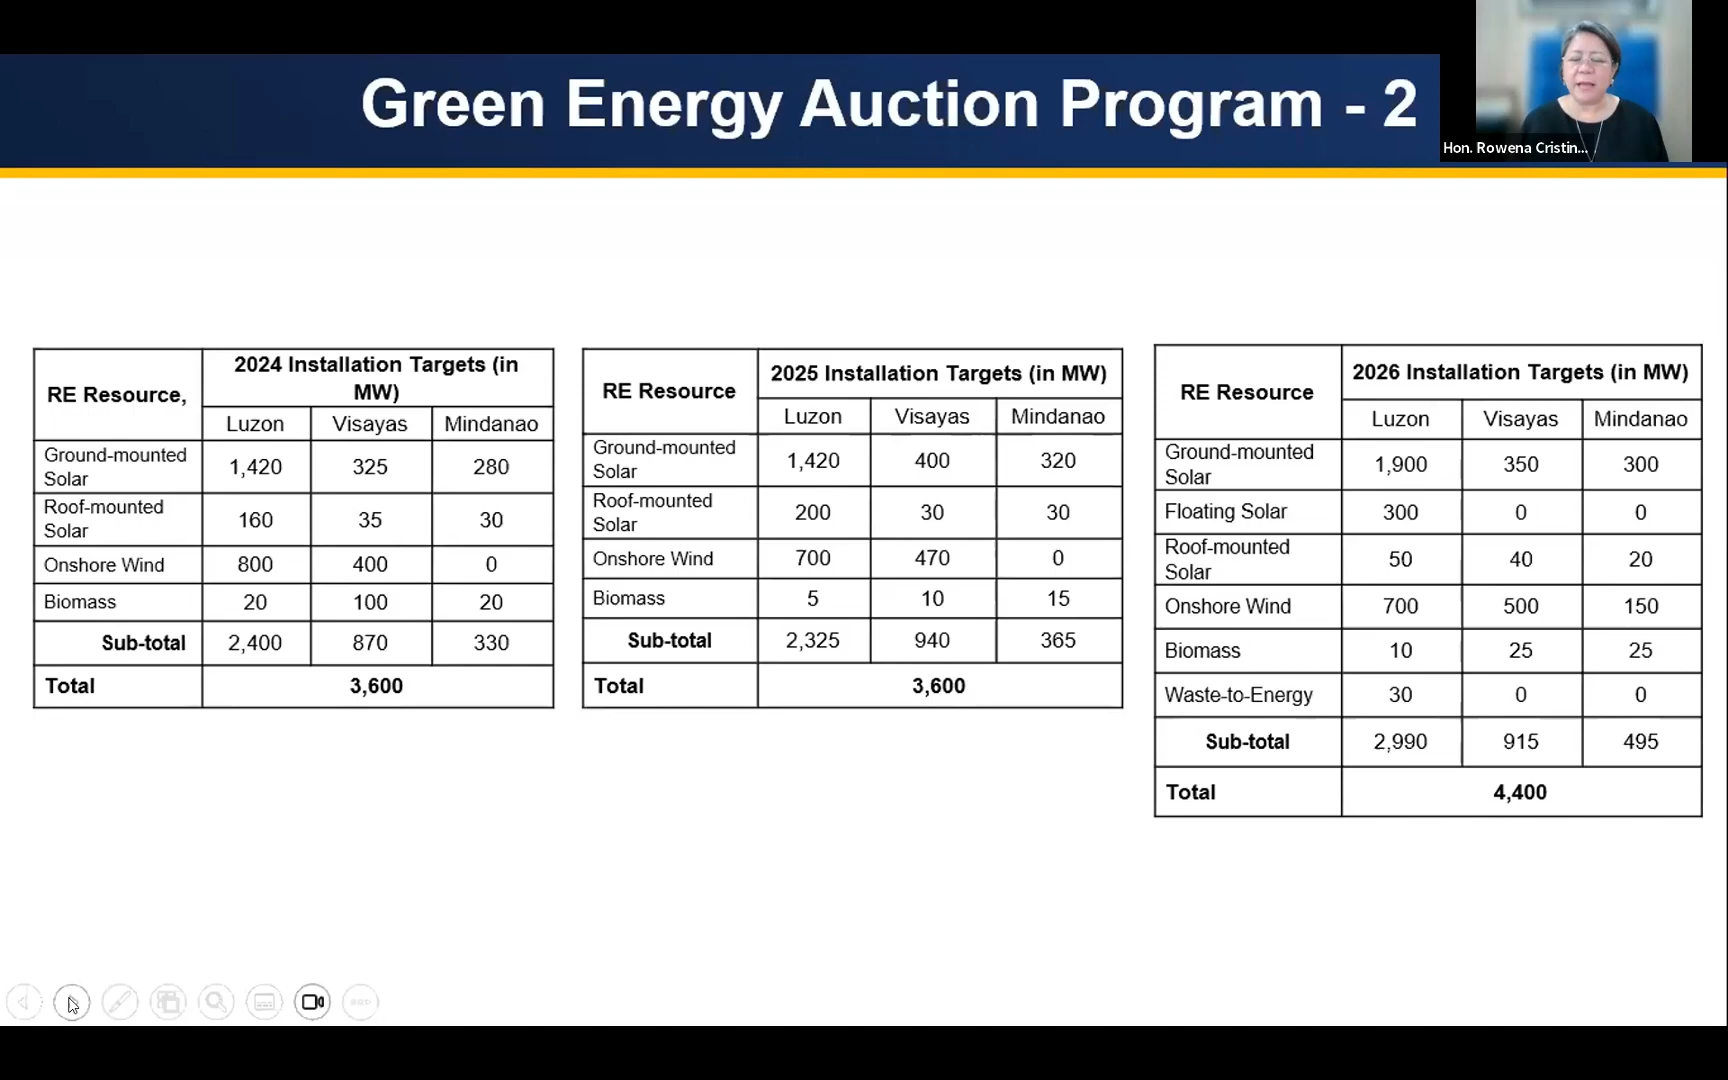 Green Energy Auction Program - 2
Hon. Rowena Cristin...
RE Resource,
2024 Installation Targets (in
MW)
Luzon Visayas Mindanao
Ground-mounted
Solar
1,420 325 280
Roof-mounted
Solar
160 35 30
Onshore Wind 800 400 0
Biomass 20 100 20
Sub-total 2,400 870 330
Total 3,600
RE Resource
2025 Installation Targets (in MW)
Luzon Visayas Mindanao
Ground-mounted
Solar
1,420 400 320
Roof-mounted
Solar
200 30 30
Onshore Wind 700 470 0
Biomass 5 10 15
Sub-total 2,325 940 365
Total 3,600
RE Resource
2026 Installation Targets (in MW)
Luzon Visayas Mindanao
Ground-mounted
Solar
1,900 350 300
Floating Solar 300 0 0
Roof-mounted
Solar
50 40 20
Onshore Wind 700 500 150
Biomass 10 25 25
Waste-to-Energy 30 0 0
Sub-total 2,990 915 495
Total 4,400